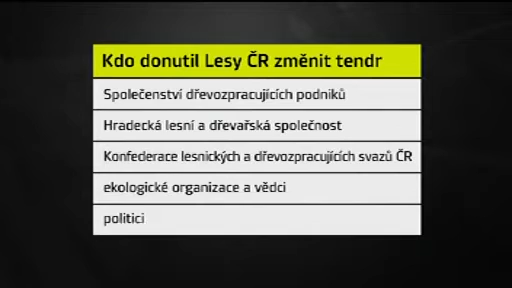 Kdo donutil Lesy ČR změnit tendr
Společenství dřevozpracujících podniků
Hradecká lesní a dřevařská společnost
Konfederace lesnických a dřevozpracujících svazů ČR
ekologické organizace a vědci
politici